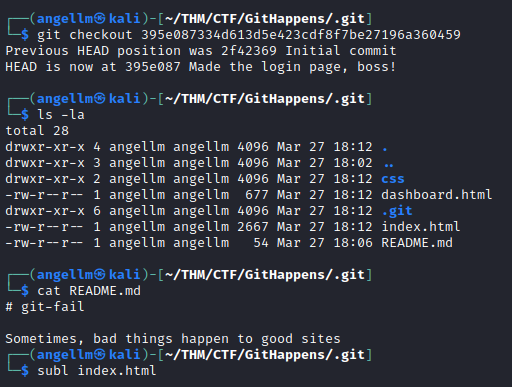 ┌──(angellm㉿kali)-[~/THM/CTF/GitHappens/.git]
└─$ git checkout 395e087334d613d5e423cdf8f7be27196a360459
Previous HEAD position was 2f42369 Initial commit
HEAD is now at 395e087 Made the login page, boss!
┌──(angellm㉿kali)-[~/THM/CTF/GitHappens/.git]
└─$ ls -la
total 28
drwxr-xr-x 4 angellm angellm 4096 Mar 27 18:12 .
drwxr-xr-x 3 angellm angellm 4096 Mar 27 18:02 ..
drwxr-xr-x 2 angellm angellm 4096 Mar 27 18:12 css
-rw-r--r-- 1 angellm angellm  677 Mar 27 18:12 dashboard.html
drwxr-xr-x 6 angellm angellm 4096 Mar 27 18:12 .git
-rw-r--r-- 1 angellm angellm 2667 Mar 27 18:12 index.html
-rw-r--r-- 1 angellm angellm   54 Mar 27 18:06 README.md
┌──(angellm㉿kali)-[~/THM/CTF/GitHappens/.git]
└─$ cat README.md
# git-fail
Sometimes, bad things happen to good sites
┌──(angellm㉿kali)-[~/THM/CTF/GitHappens/.git]
└─$ subl index.html